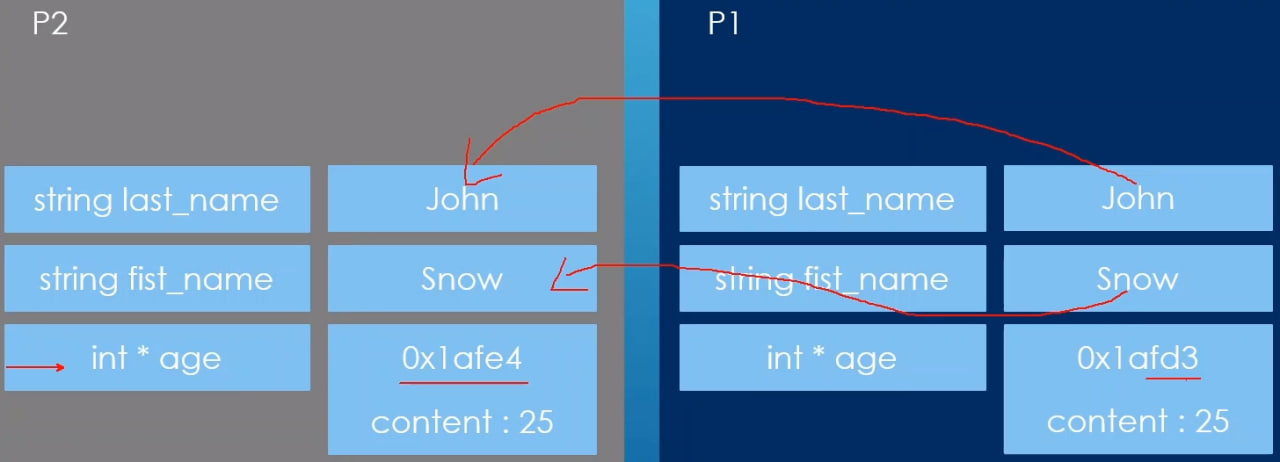 P2
string last_name
John
string fist_name
Snow
int * age
0x1afe4
content : 25
P1
string last_name
John
string fist_name
Snow
int * age
0x1afd3
content : 25